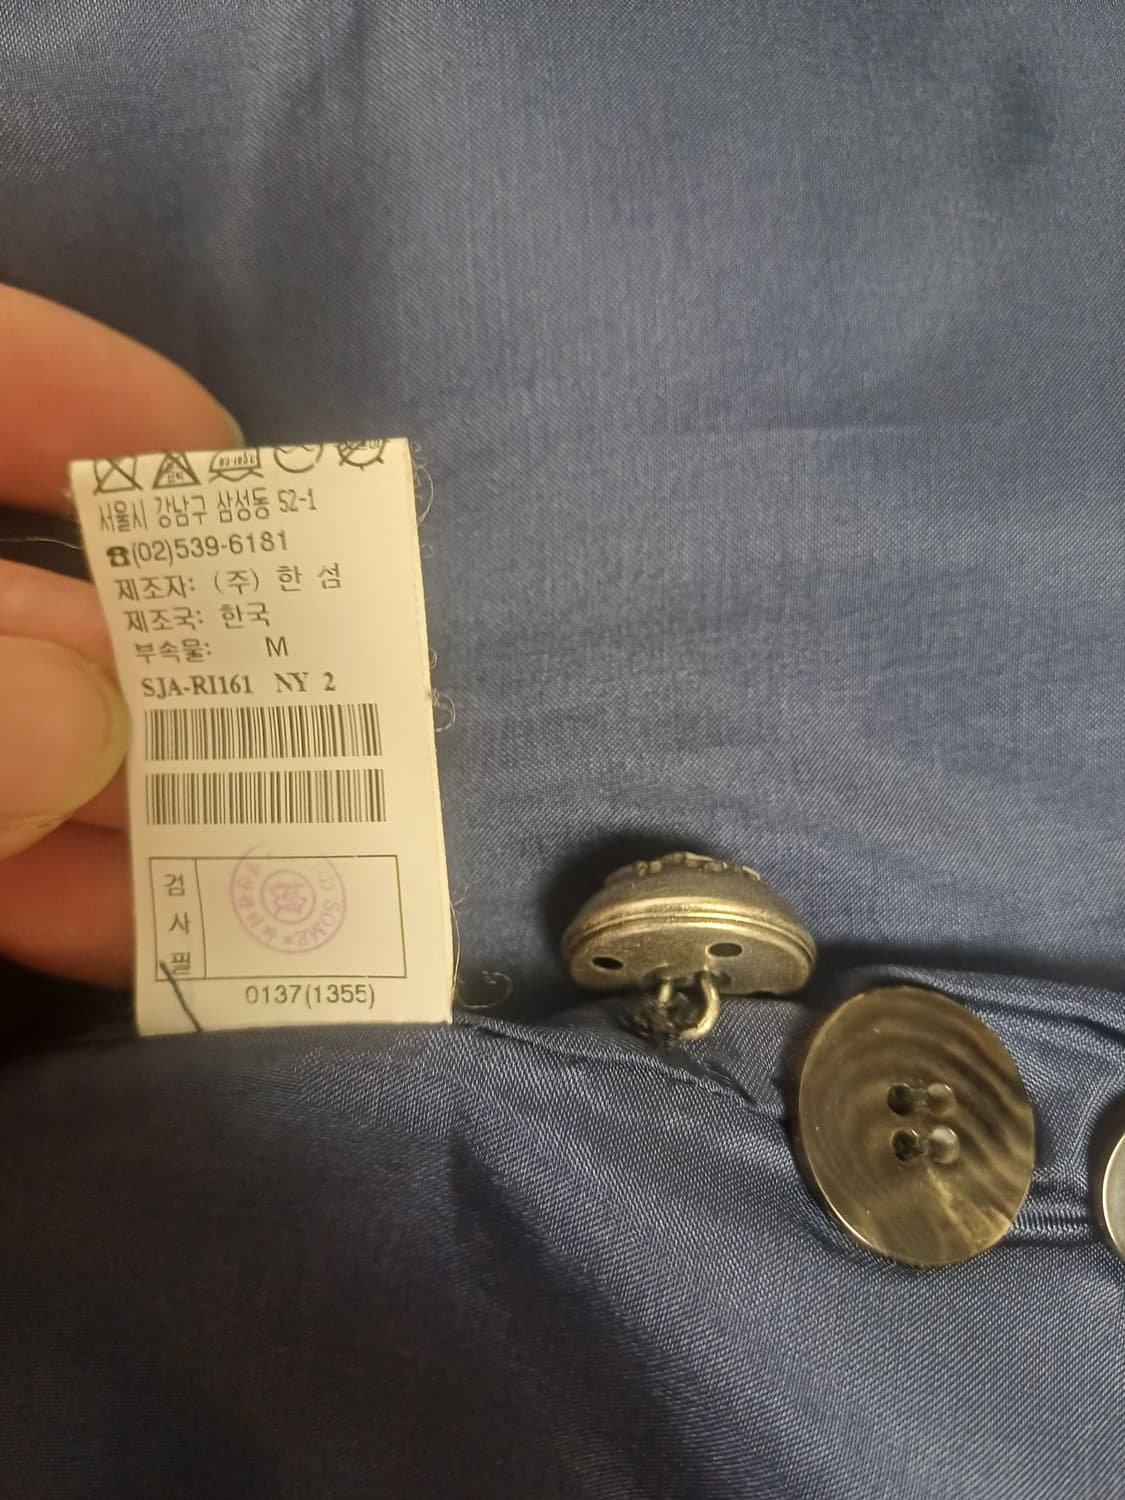 서울시 강남구 삼성동 52-1
☎(02)539-6181
제조자: (주) 한 섬
제조국: 한국
부속물: M
SJA-RI161 NY 2
검사필
0137(1355)